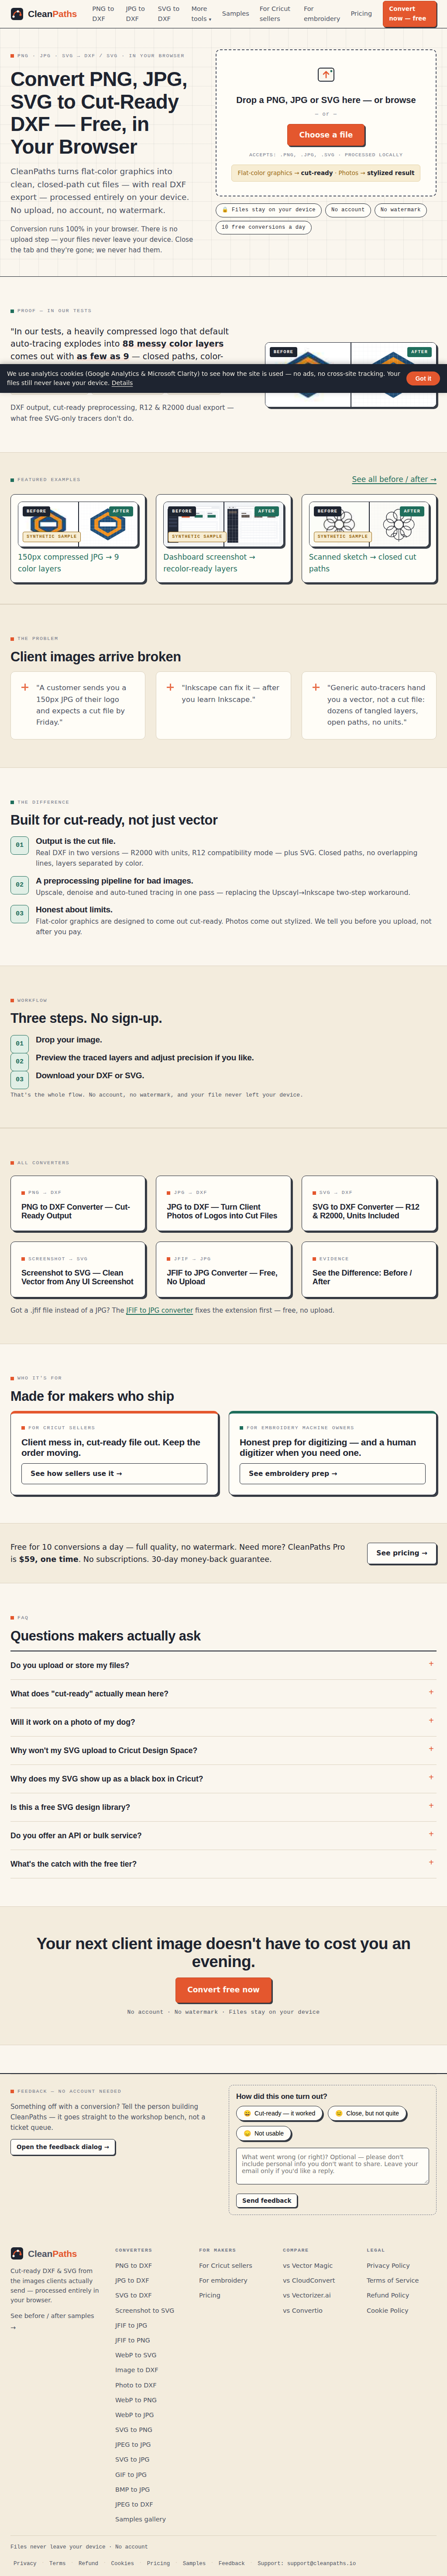 CleanPaths
PNG to DXF
JPG to DXF
SVG to DXF
More tools ▾
Samples
For Cricut sellers
For embroidery
Pricing
Convert now — free
PNG · JPG · SVG → DXF / SVG · IN YOUR BROWSER
Convert PNG, JPG,
SVG to Cut-Ready
DXF — Free, in
Your Browser
CleanPaths turns flat-color graphics into
clean, closed-path cut files — with real DXF
export — processed entirely on your device.
No upload, no account, no watermark.
Conversion runs 100% in your browser. There is no
upload step — your files never leave your device. Close
the tab and they're gone; we never had them.
Drop a PNG, JPG or SVG here — or browse
— or —
Choose a file
ACCEPTS: .PNG, .JPG, .SVG · PROCESSED LOCALLY
Flat-color graphics → cut-ready · Photos → stylized result
🔒 Files stay on your device
No account
No watermark
10 free conversions a day
PROOF — IN OUR TESTS
"In our tests, a heavily compressed logo that default
auto-tracing explodes into 88 messy color layers
comes out with as few as 9 — closed paths, color-
BEFORE
AFTER
We use analytics cookies (Google Analytics & Microsoft Clarity) to see how the site is used — no ads, no cross-site tracking. Your
files still never leave your device. Details
Got it
DXF output, cut-ready preprocessing, R12 & R2000 dual export —
what free SVG-only tracers don't do.
FEATURED EXAMPLES
See all before / after →
BEFORE
AFTER
SYNTHETIC SAMPLE
150px compressed JPG → 9
color layers
BEFORE
AFTER
SYNTHETIC SAMPLE
Dashboard screenshot →
recolor-ready layers
BEFORE
AFTER
SYNTHETIC SAMPLE
Scanned sketch → closed cut
paths
THE PROBLEM
Client images arrive broken
+
"A customer sends you a
150px JPG of their logo
and expects a cut file by
Friday."
+
"Inkscape can fix it — after
you learn Inkscape."
+
"Generic auto-tracers hand
you a vector, not a cut file:
dozens of tangled layers,
open paths, no units."
THE DIFFERENCE
Built for cut-ready, not just vector
01
Output is the cut file.
Real DXF in two versions — R2000 with units, R12 compatibility mode — plus SVG. Closed paths, no overlapping
lines, layers separated by color.
02
A preprocessing pipeline for bad images.
Upscale, denoise and auto-tuned tracing in one pass — replacing the Upscayl→Inkscape two-step workaround.
03
Honest about limits.
Flat-color graphics are designed to come out cut-ready. Photos come out stylized. We tell you before you upload, not
after you pay.
WORKFLOW
Three steps. No sign-up.
01
Drop your image.
02
Preview the traced layers and adjust precision if you like.
03
Download your DXF or SVG.
That's the whole flow. No account, no watermark, and your file never left your device.
ALL CONVERTERS
PNG → DXF
PNG to DXF Converter — Cut-
Ready Output
JPG → DXF
JPG to DXF — Turn Client
Photos of Logos into Cut Files
SVG → DXF
SVG to DXF Converter — R12
& R2000, Units Included
SCREENSHOT → SVG
Screenshot to SVG — Clean
Vector from Any UI Screenshot
JFIF → JPG
JFIF to JPG Converter — Free,
No Upload
EVIDENCE
See the Difference: Before /
After
Got a .jfif file instead of a JPG? The JFIF to JPG converter fixes the extension first — free, no upload.
WHO IT'S FOR
Made for makers who ship
FOR CRICUT SELLERS
Client mess in, cut-ready file out. Keep the
order moving.
See how sellers use it →
FOR EMBROIDERY MACHINE OWNERS
Honest prep for digitizing — and a human
digitizer when you need one.
See embroidery prep →
Free for 10 conversions a day — full quality, no watermark. Need more? CleanPaths Pro
is $59, one time. No subscriptions. 30-day money-back guarantee.
See pricing →
FAQ
Questions makers actually ask
Do you upload or store my files? +
What does "cut-ready" actually mean here? +
Will it work on a photo of my dog? +
Why won't my SVG upload to Cricut Design Space? +
Why does my SVG show up as a black box in Cricut? +
Is this a free SVG design library? +
Do you offer an API or bulk service? +
What's the catch with the free tier? +
Your next client image doesn't have to cost you an
evening.
Convert free now
No account · No watermark · Files stay on your device
FEEDBACK — NO ACCOUNT NEEDED
Something off with a conversion? Tell the person building
CleanPaths — it goes straight to the workshop bench, not a
ticket queue.
Open the feedback dialog →
How did this one turn out?
Cut-ready — it worked
Close, but not quite
Not usable
What went wrong (or right)? Optional — please don't
include personal info you don't want to share. Leave your
email only if you'd like a reply.
Send feedback
CleanPaths
Cut-ready DXF & SVG from
the images clients actually
send — processed entirely in
your browser.
See before / after samples
→
CONVERTERS
PNG to DXF
JPG to DXF
SVG to DXF
Screenshot to SVG
JFIF to JPG
JFIF to PNG
WebP to SVG
Image to DXF
Photo to DXF
WebP to PNG
WebP to JPG
SVG to PNG
JPEG to JPG
SVG to JPG
GIF to JPG
BMP to JPG
JPEG to DXF
Samples gallery
FOR MAKERS
For Cricut sellers
For embroidery
Pricing
COMPARE
vs Vector Magic
vs CloudConvert
vs Vectorizer.ai
vs Convertio
LEGAL
Privacy Policy
Terms of Service
Refund Policy
Cookie Policy
Files never leave your device · No account
Privacy Terms Refund Cookies Pricing Samples Feedback Support: support@cleanpaths.io